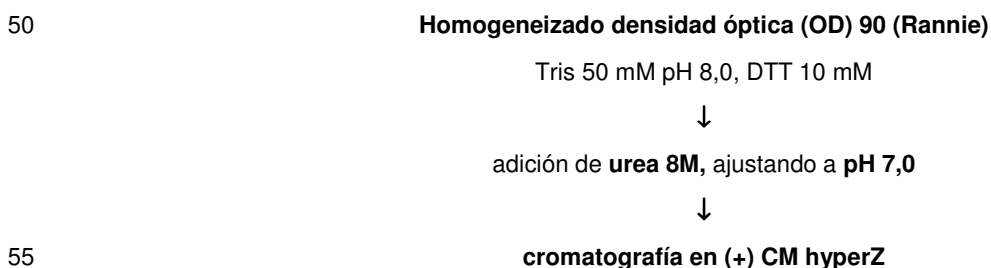 50 Homogeneizado densidad óptica (OD) 90 (Rannie)
Tris 50 mM pH 8,0, DTT 10 mM
↓
adición de urea 8M, ajustando a pH 7,0
↓
55 cromatografía en (+) CM hyperZ